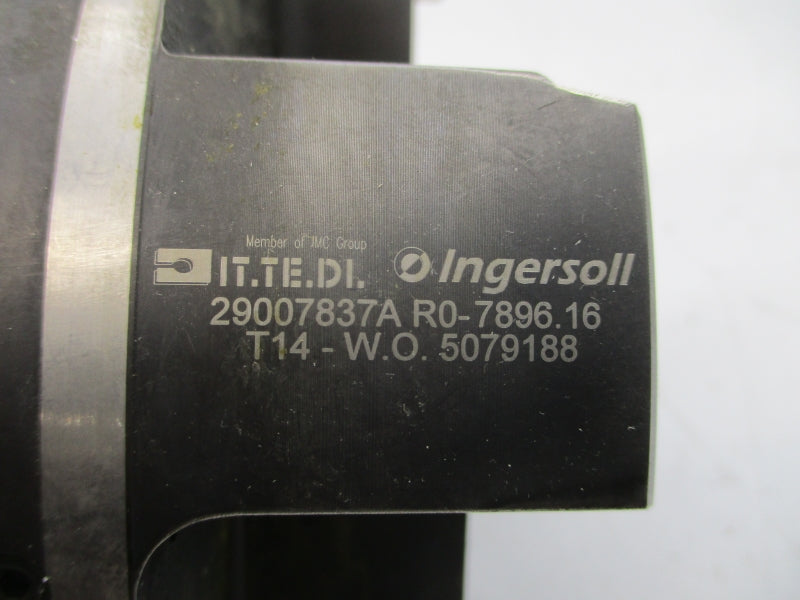 Member of IMC Group
IT.TE.DI. Ingersoll
29007837A R0-7896.16
T14 - W.O. 5079188